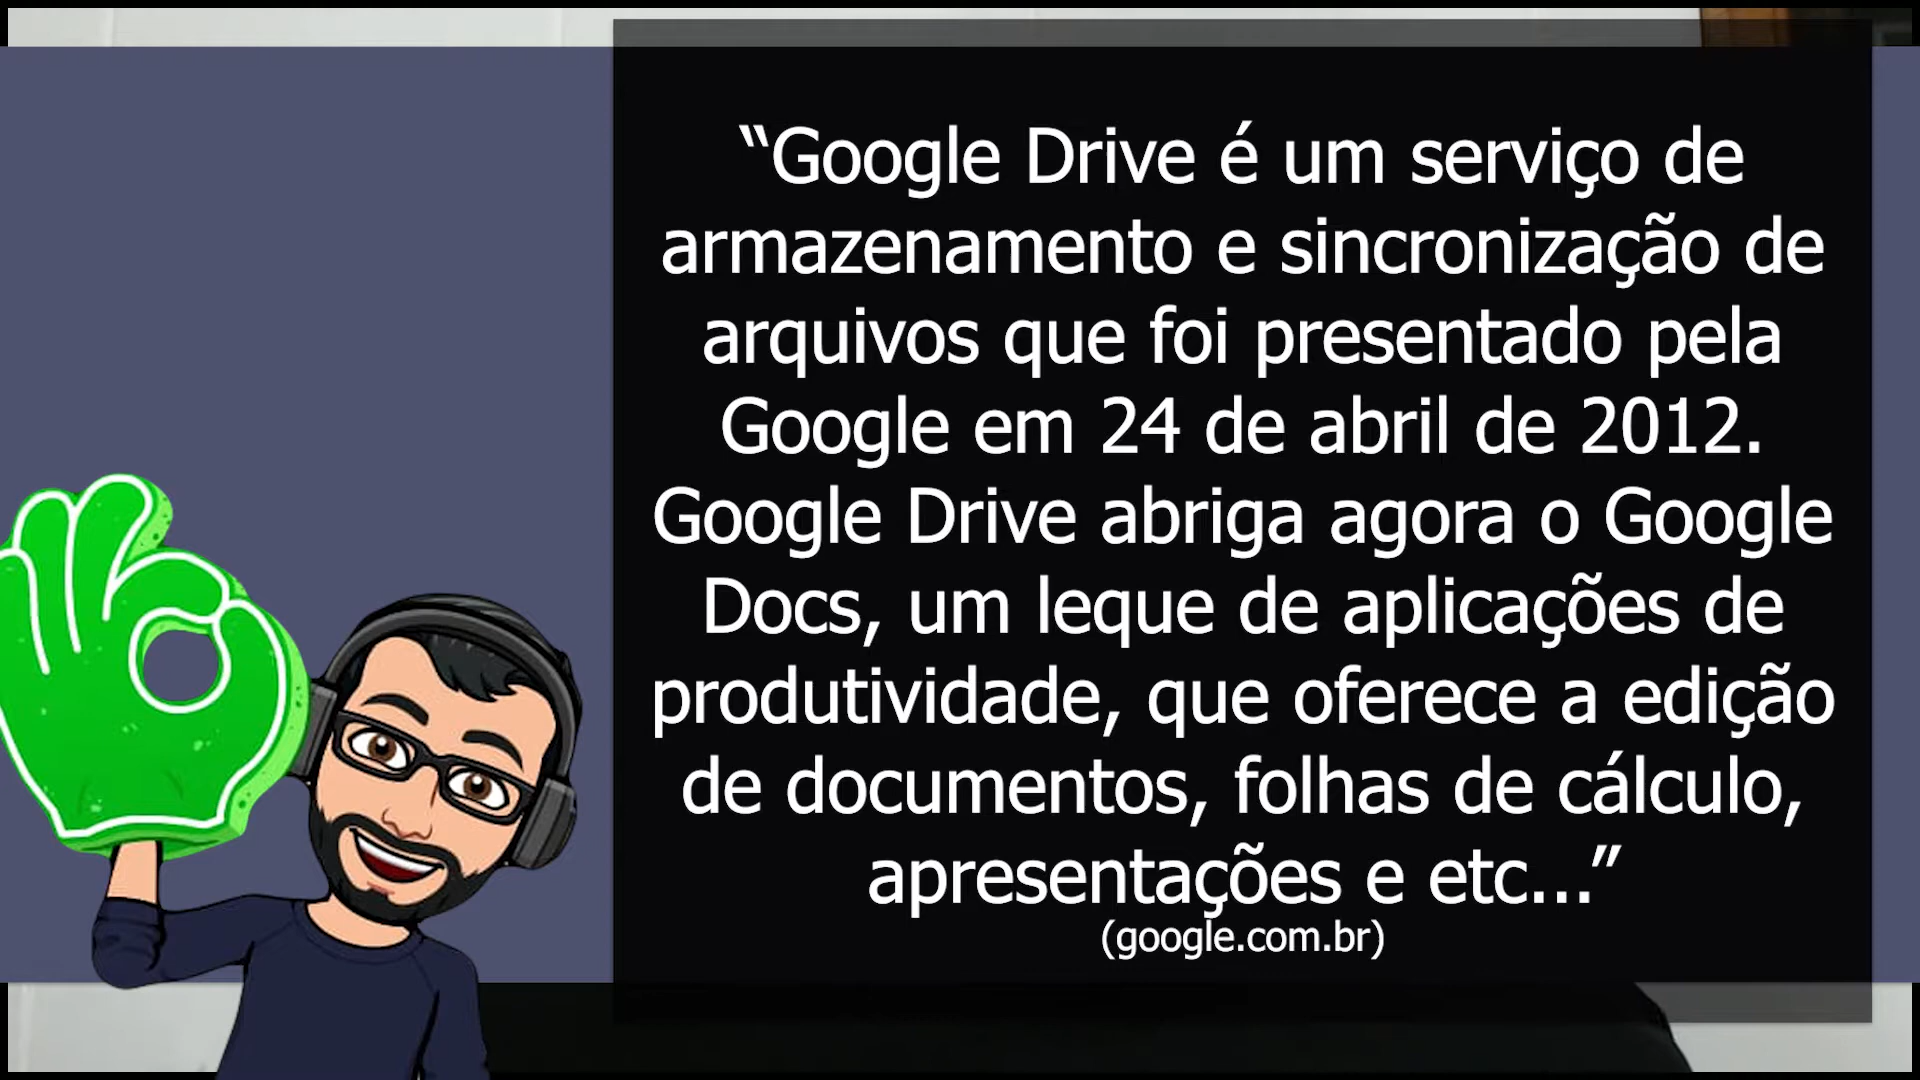 “Google Drive é um serviço de
armazenamento e sincronização de
arquivos que foi presentado pela
Google em 24 de abril de 2012.
Google Drive abriga agora o Google
Docs, um leque de aplicações de
produtividade, que oferece a edição
de documentos, folhas de cálculo,
apresentações e etc...”
(google.com.br)